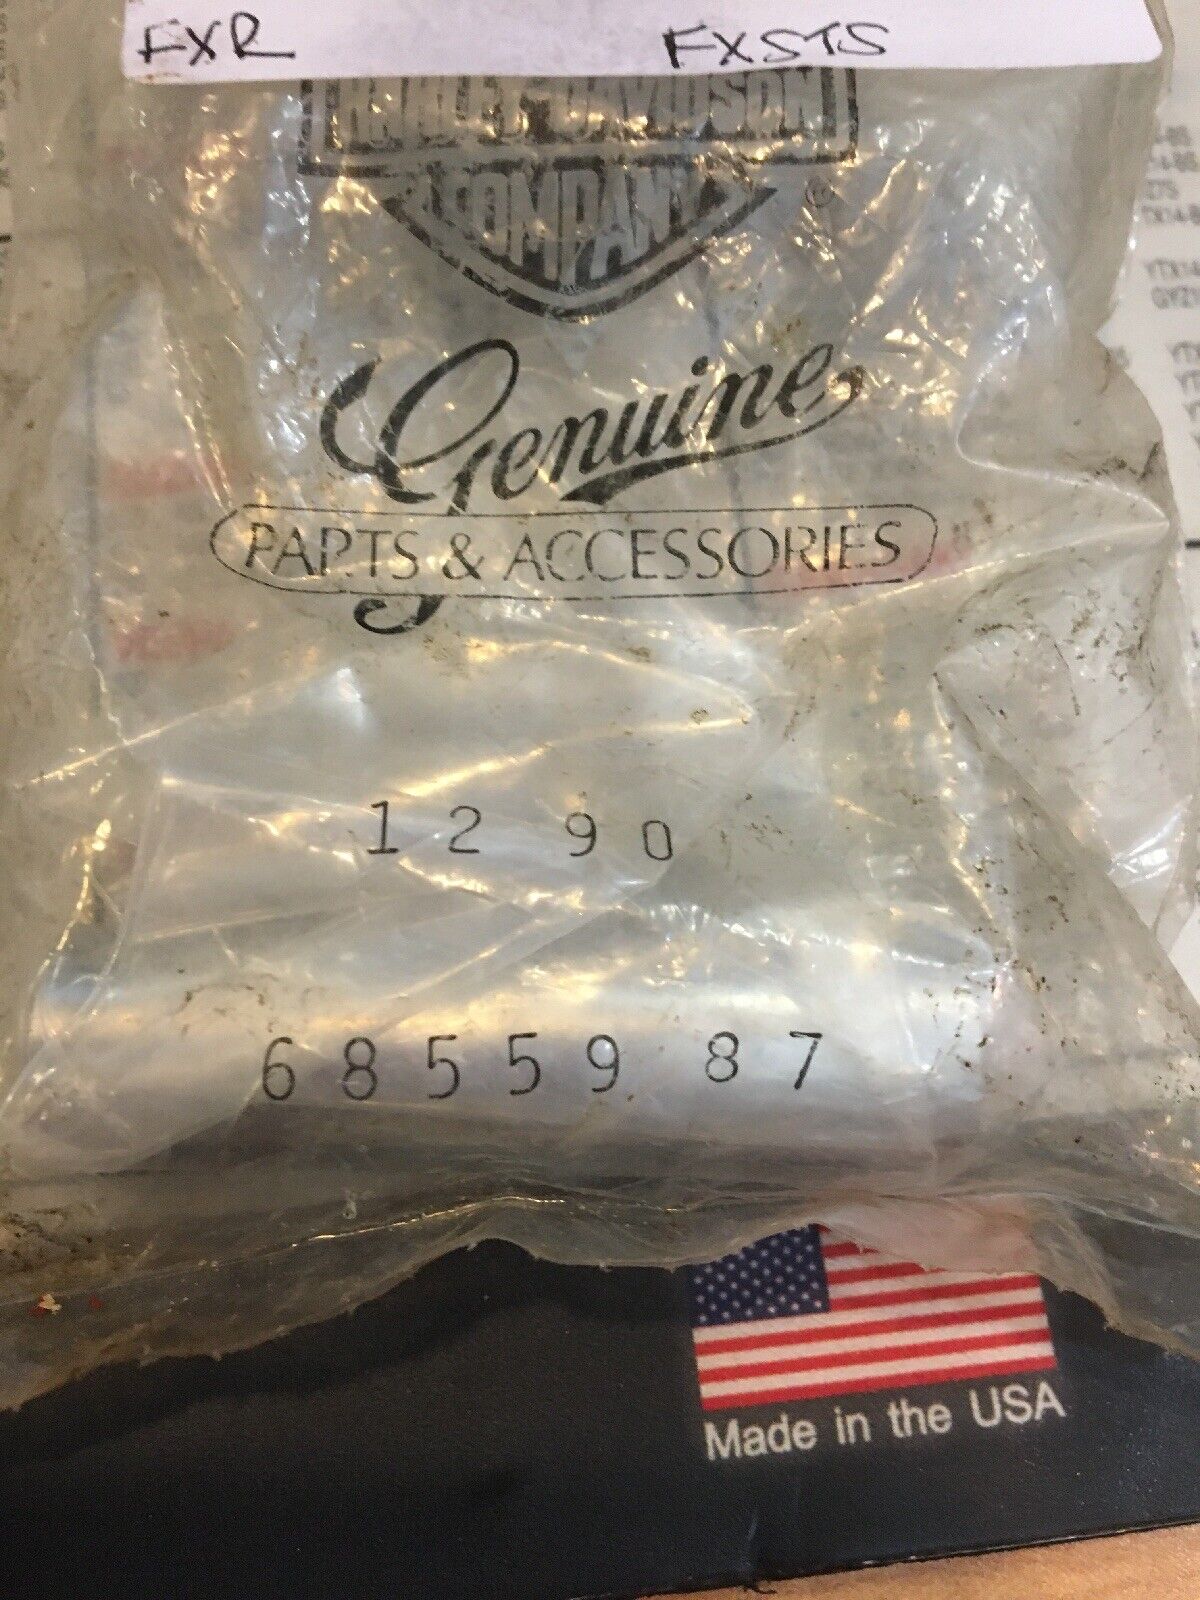 FXR FXSTS
HARLEY-DAVIDSON
COMPANY
®
Genuine
PARTS & ACCESSORIES
12 90
68559 87
Made in the USA